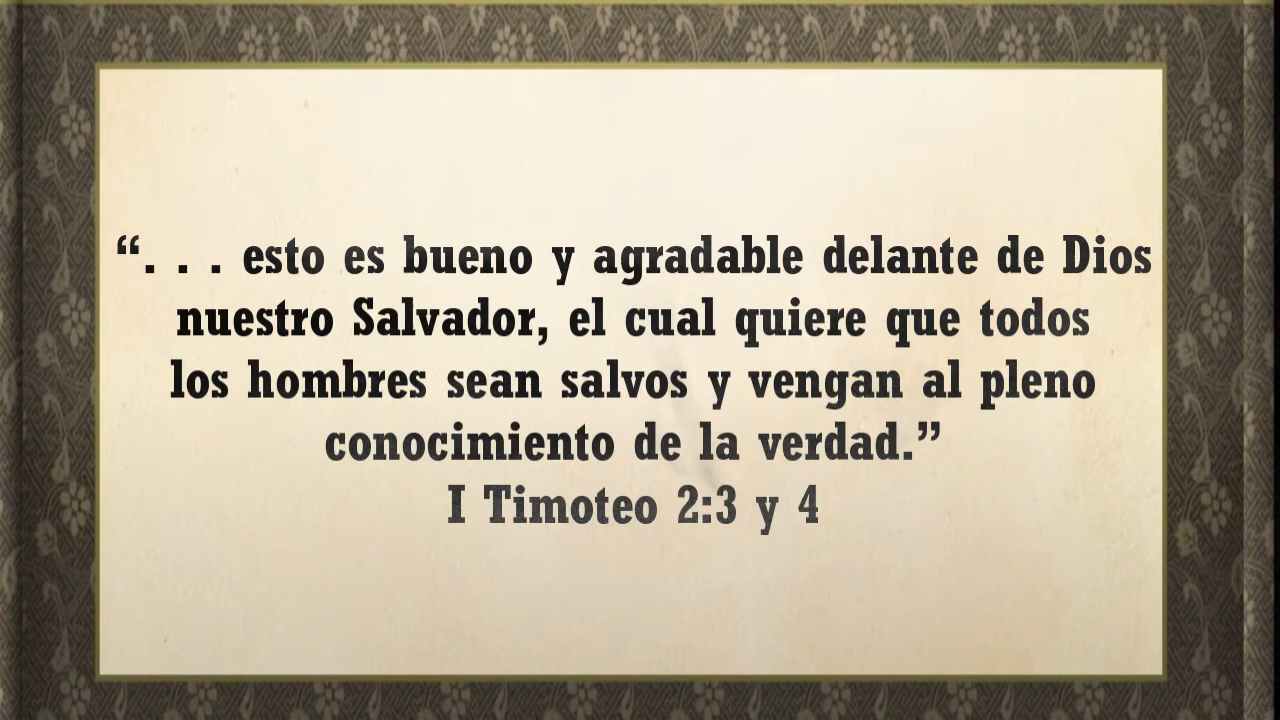 “. . . esto es bueno y agradable delante de Dios
nuestro Salvador, el cual quiere que todos
los hombres sean salvos y vengan al pleno
conocimiento de la verdad.”
I Timoteo 2:3 y 4